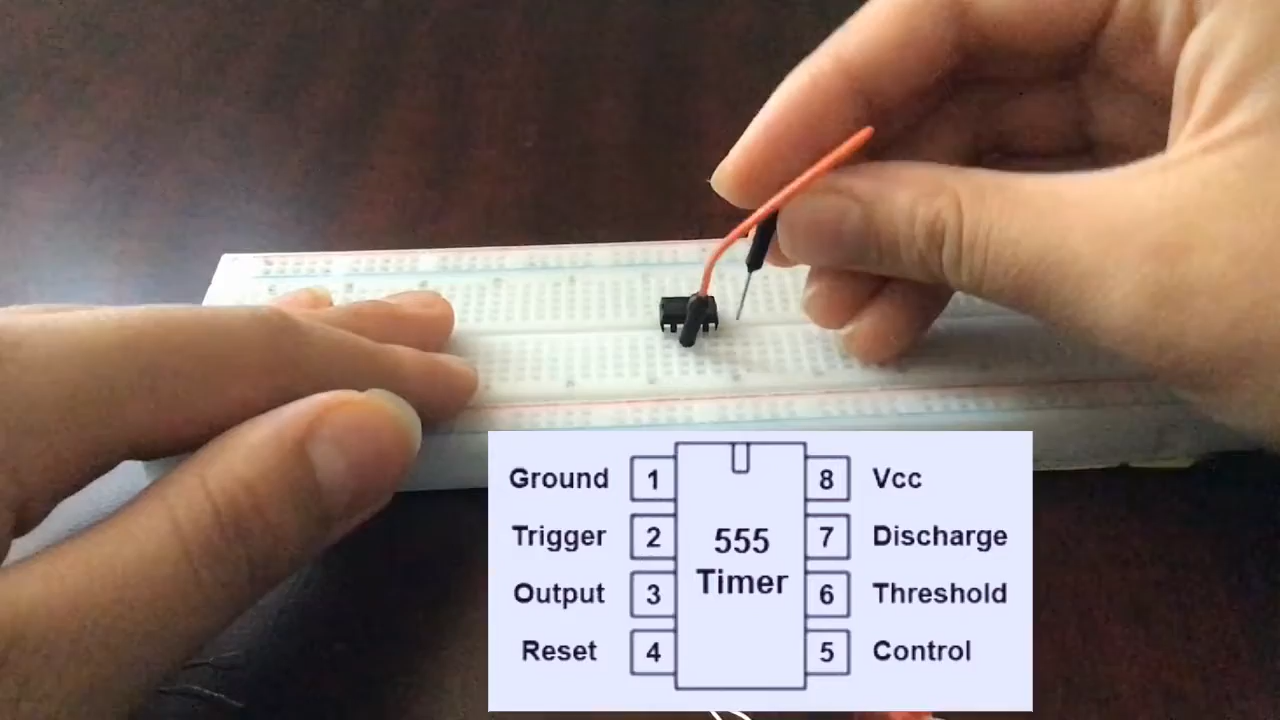 Ground 1 8 Vcc
Trigger 2 555 7 Discharge
Timer
Output 3 6 Threshold
Reset 4 5 Control